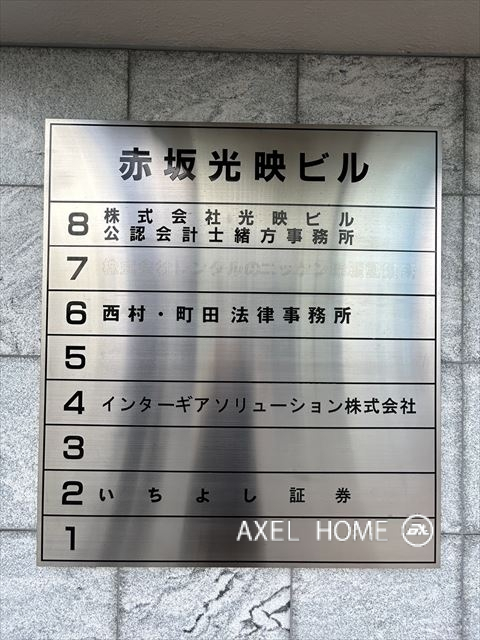 赤坂光映ビル
8 株式会社光映ビル
公認会計士緒方事務所
7
6 西村・町田法律事務所
5
4 インターギアソリューション株式会社
3
2 いちよし証券
1
AXEL HOME